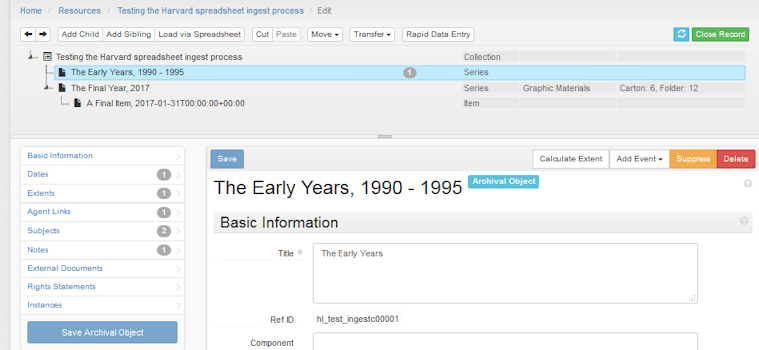 Home / Resources / Testing the Harvard spreadsheet ingest process / Edit
Add Child Add Sibling Load via Spreadsheet Cut Paste Move Transfer Rapid Data Entry Close Record
Testing the Harvard spreadsheet ingest process Collection
The Early Years, 1990 - 1995 1 Series
The Final Year, 2017 Series Graphic Materials Carton: 6, Folder: 12
A Final Item, 2017-01-31T00:00:00+00:00 Item
Basic Information
Dates 1
Extents 1
Agent Links 1
Subjects 2
Notes 1
External Documents
Rights Statements
Instances
Save Archival Object
Save Calculate Extent Add Event Suppress Delete
The Early Years, 1990 - 1995 Archival Object
Basic Information
Title The Early Years
Ref ID hl_test_ingestc00001
Component